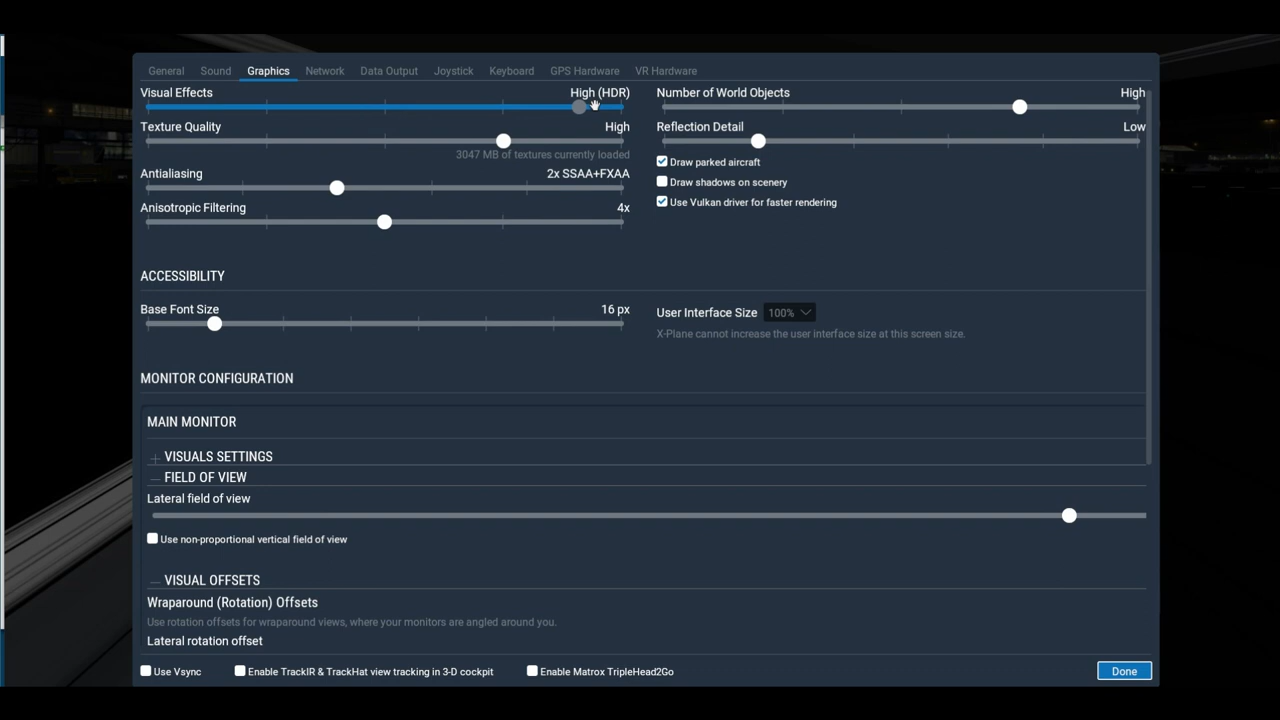 General Sound Graphics Network Data Output Joystick Keyboard GPS Hardware VR Hardware
Visual Effects High (HDR)
Texture Quality High
3047 MB of textures currently loaded
Antialiasing 2x SSAA+FXAA
Anisotropic Filtering 4x
Number of World Objects High
Reflection Detail Low
Draw parked aircraft
Draw shadows on scenery
Use Vulkan driver for faster rendering
ACCESSIBILITY
Base Font Size 16 px
User Interface Size 100%
X-Plane cannot increase the user interface size at this screen size.
MONITOR CONFIGURATION
MAIN MONITOR
VISUALS SETTINGS
FIELD OF VIEW
Lateral field of view
Use non-proportional vertical field of view
VISUAL OFFSETS
Wraparound (Rotation) Offsets
Use rotation offsets for wraparound views, where your monitors are angled around you.
Lateral rotation offset
Use Vsync Enable TrackIR & TrackHat view tracking in 3-D cockpit Enable Matrox TripleHead2Go Done